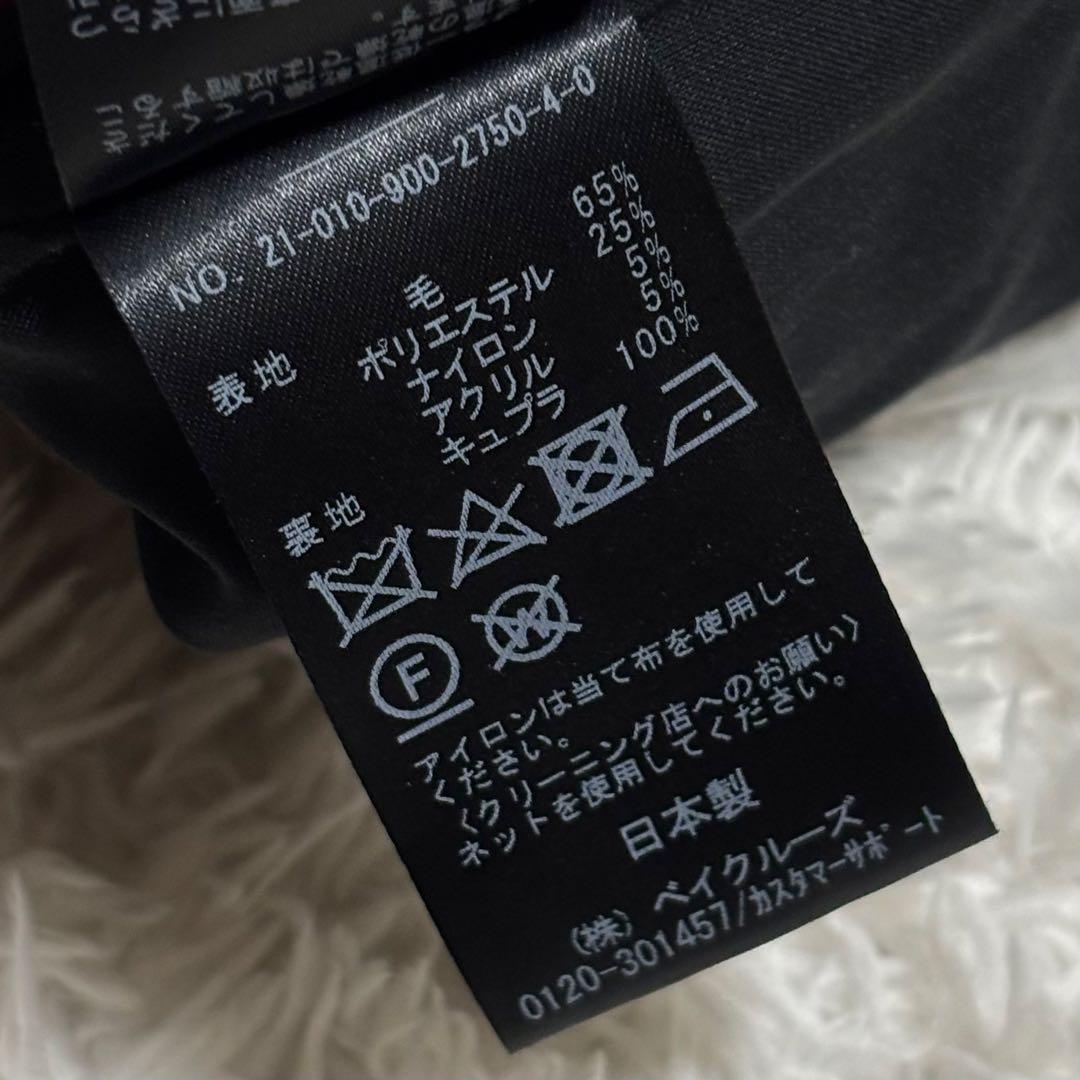 NO. 21-010-900-2750-4-0
表地 毛 65%
ポリエステル 25%
ナイロン 5%
アクリル 5%
裏地 キュプラ 100%
F
W
アイロンは当て布を使用して
ください。
〈クリーニング店へのお願い〉
ネットを使用してください。
日本製
(株) ベイクルーズ
0120-301457/カスタマーサポート